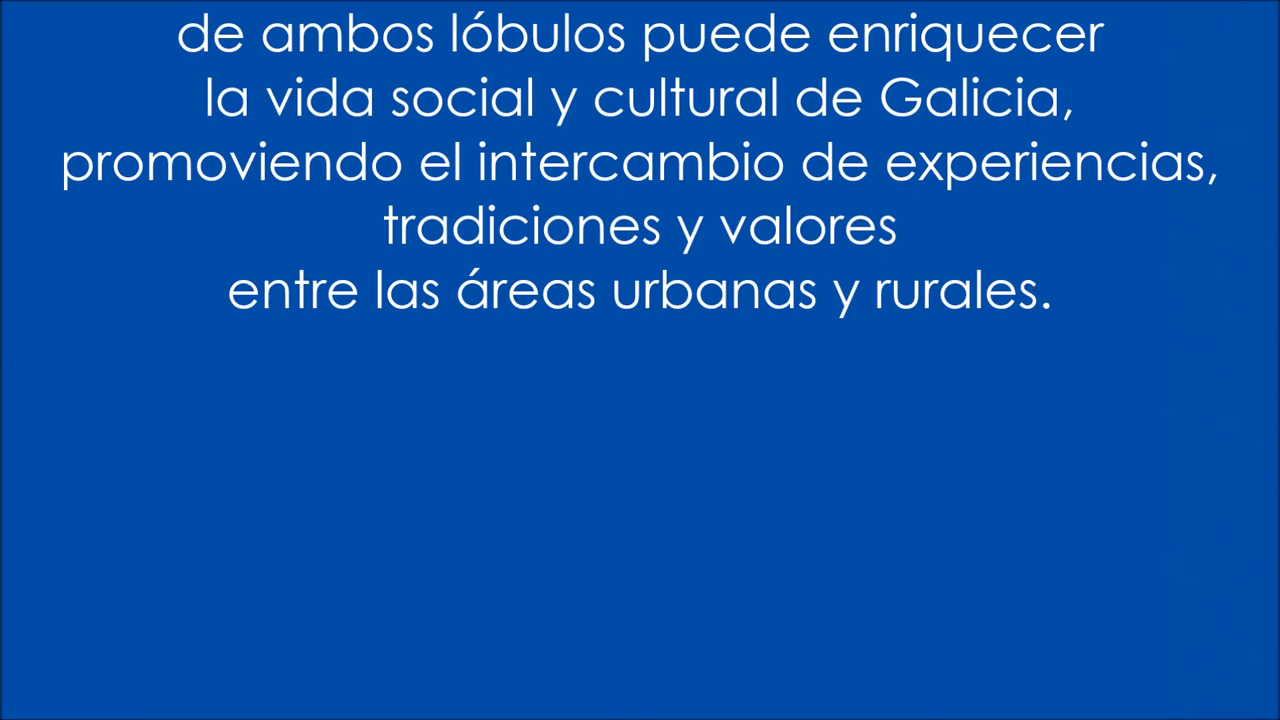 de ambos lóbulos puede enriquecer
la vida social y cultural de Galicia,
promoviendo el intercambio de experiencias,
tradiciones y valores
entre las áreas urbanas y rurales.